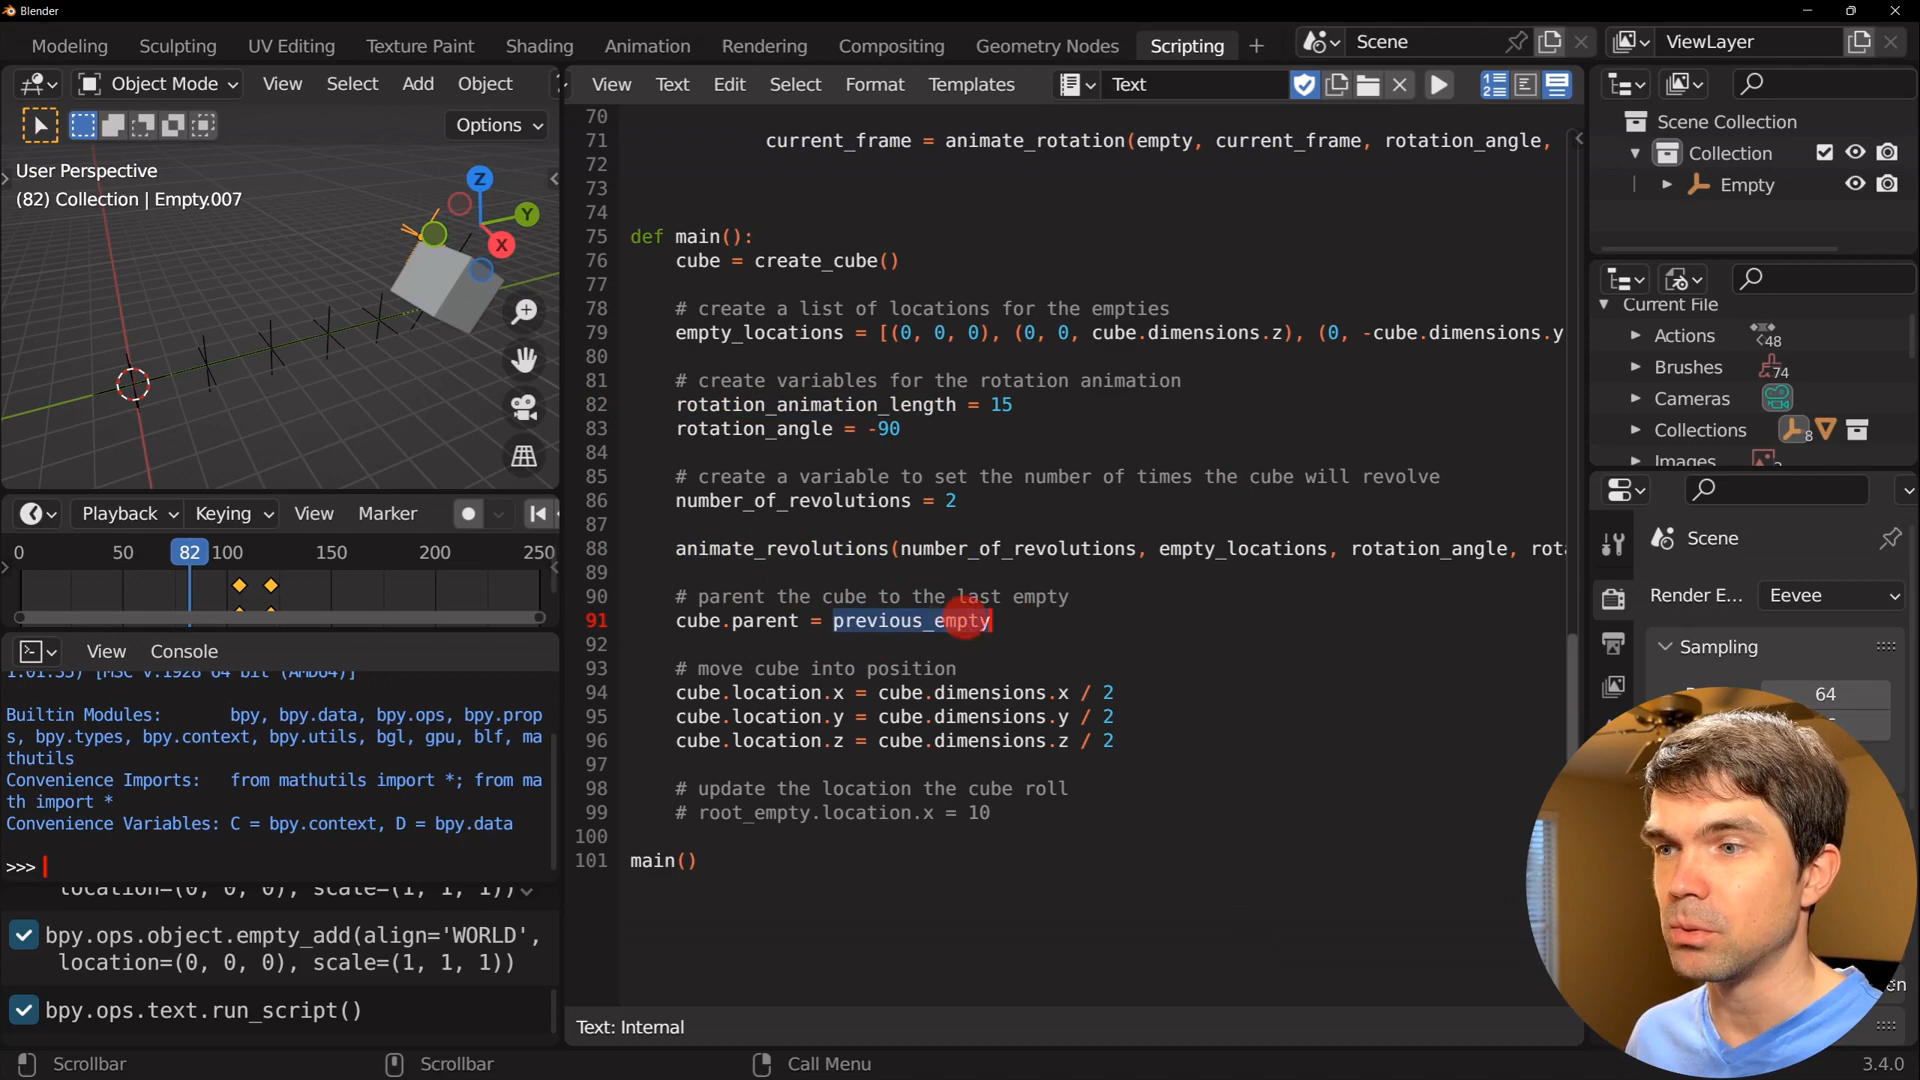 Blender
Modeling Sculpting UV Editing Texture Paint Shading Animation Rendering Compositing Geometry Nodes Scripting Scene ViewLayer
Object Mode View Select Add Object
View Text Edit Select Format Templates Text
Options
User Perspective
(82) Collection | Empty.007
Z
Y
X
Playback Keying View Marker
0 50 82 100 150 200 250
View Console
Builtin Modules: bpy, bpy.data, bpy.ops, bpy.prop
s, bpy.types, bpy.context, bpy.utils, bgl, gpu, blf, ma
thutils
Convenience Imports: from mathutils import *; from ma
th import *
Convenience Variables: C = bpy.context, D = bpy.data
>>>
location=(0, 0, 0), scale=(1, 1, 1))
bpy.ops.object.empty_add(align='WORLD',
location=(0, 0, 0), scale=(1, 1, 1))
bpy.ops.text.run_script()
70
71 current_frame = animate_rotation(empty, current_frame, rotation_angle,
72
73
74
75 def main():
76 cube = create_cube()
77
78 # create a list of locations for the empties
79 empty_locations = [(0, 0, 0), (0, 0, cube.dimensions.z), (0, -cube.dimensions.y
80
81 # create variables for the rotation animation
82 rotation_animation_length = 15
83 rotation_angle = -90
84
85 # create a variable to set the number of times the cube will revolve
86 number_of_revolutions = 2
87
88 animate_revolutions(number_of_revolutions, empty_locations, rotation_angle, rota
89
90 # parent the cube to the last empty
91 cube.parent = previous_empty
92
93 # move cube into position
94 cube.location.x = cube.dimensions.x / 2
95 cube.location.y = cube.dimensions.y / 2
96 cube.location.z = cube.dimensions.z / 2
97
98 # update the location the cube roll
99 # root_empty.location.x = 10
100
101 main()
Text: Internal
Scene Collection
Collection
Empty
Current File
Actions 48
Brushes 74
Cameras
Collections 8
Images
Scene
Render E... Eevee
Sampling
64
Scrollbar Scrollbar Call Menu 3.4.0